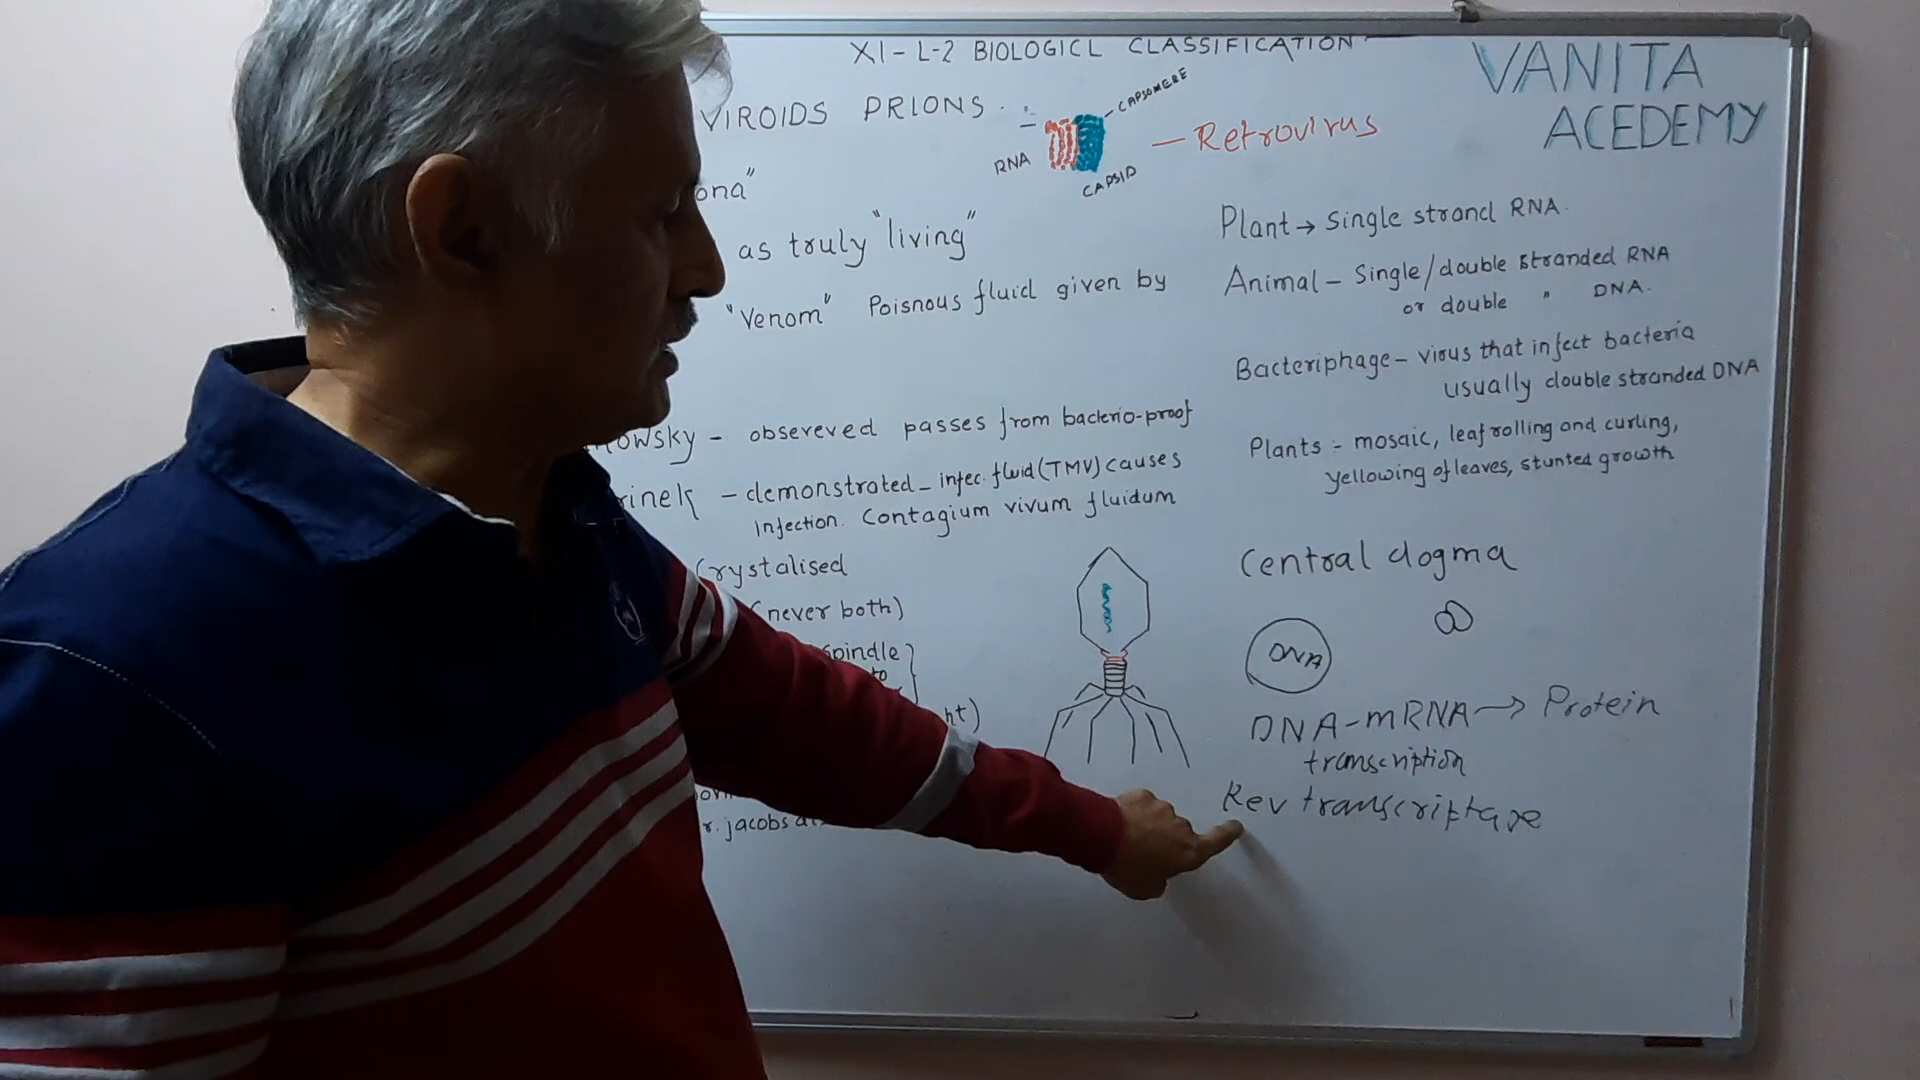 XI - L-2 BIOLOGICL CLASSIFICATION
VANITA
ACEDEMY
VIROIDS PRIONS
CAPSOMERE
RNA
CAPSID
— Retrovirus
ona"
as truly "living"
"Venom" Poisnous fluid given by
owsky - obsereved passes from bacterio-proof
rinek - demonstrated - infec. fluid (TMV) causes
Infection. Contagium vivum fluidum
Crystalised
(never both)
Spindle
to
ht)
r. jacobs
Plant → Single strand RNA.
Animal - Single/double stranded RNA
or double " DNA.
Bacteriphage - virus that infect bacteria
usually double stranded DNA
Plants :- mosaic, leaf rolling and curling,
Yellowing of leaves, stunted growth
Central dogma
DNA
DNA - mRNA → Protein
transcription
Rev transcriptase